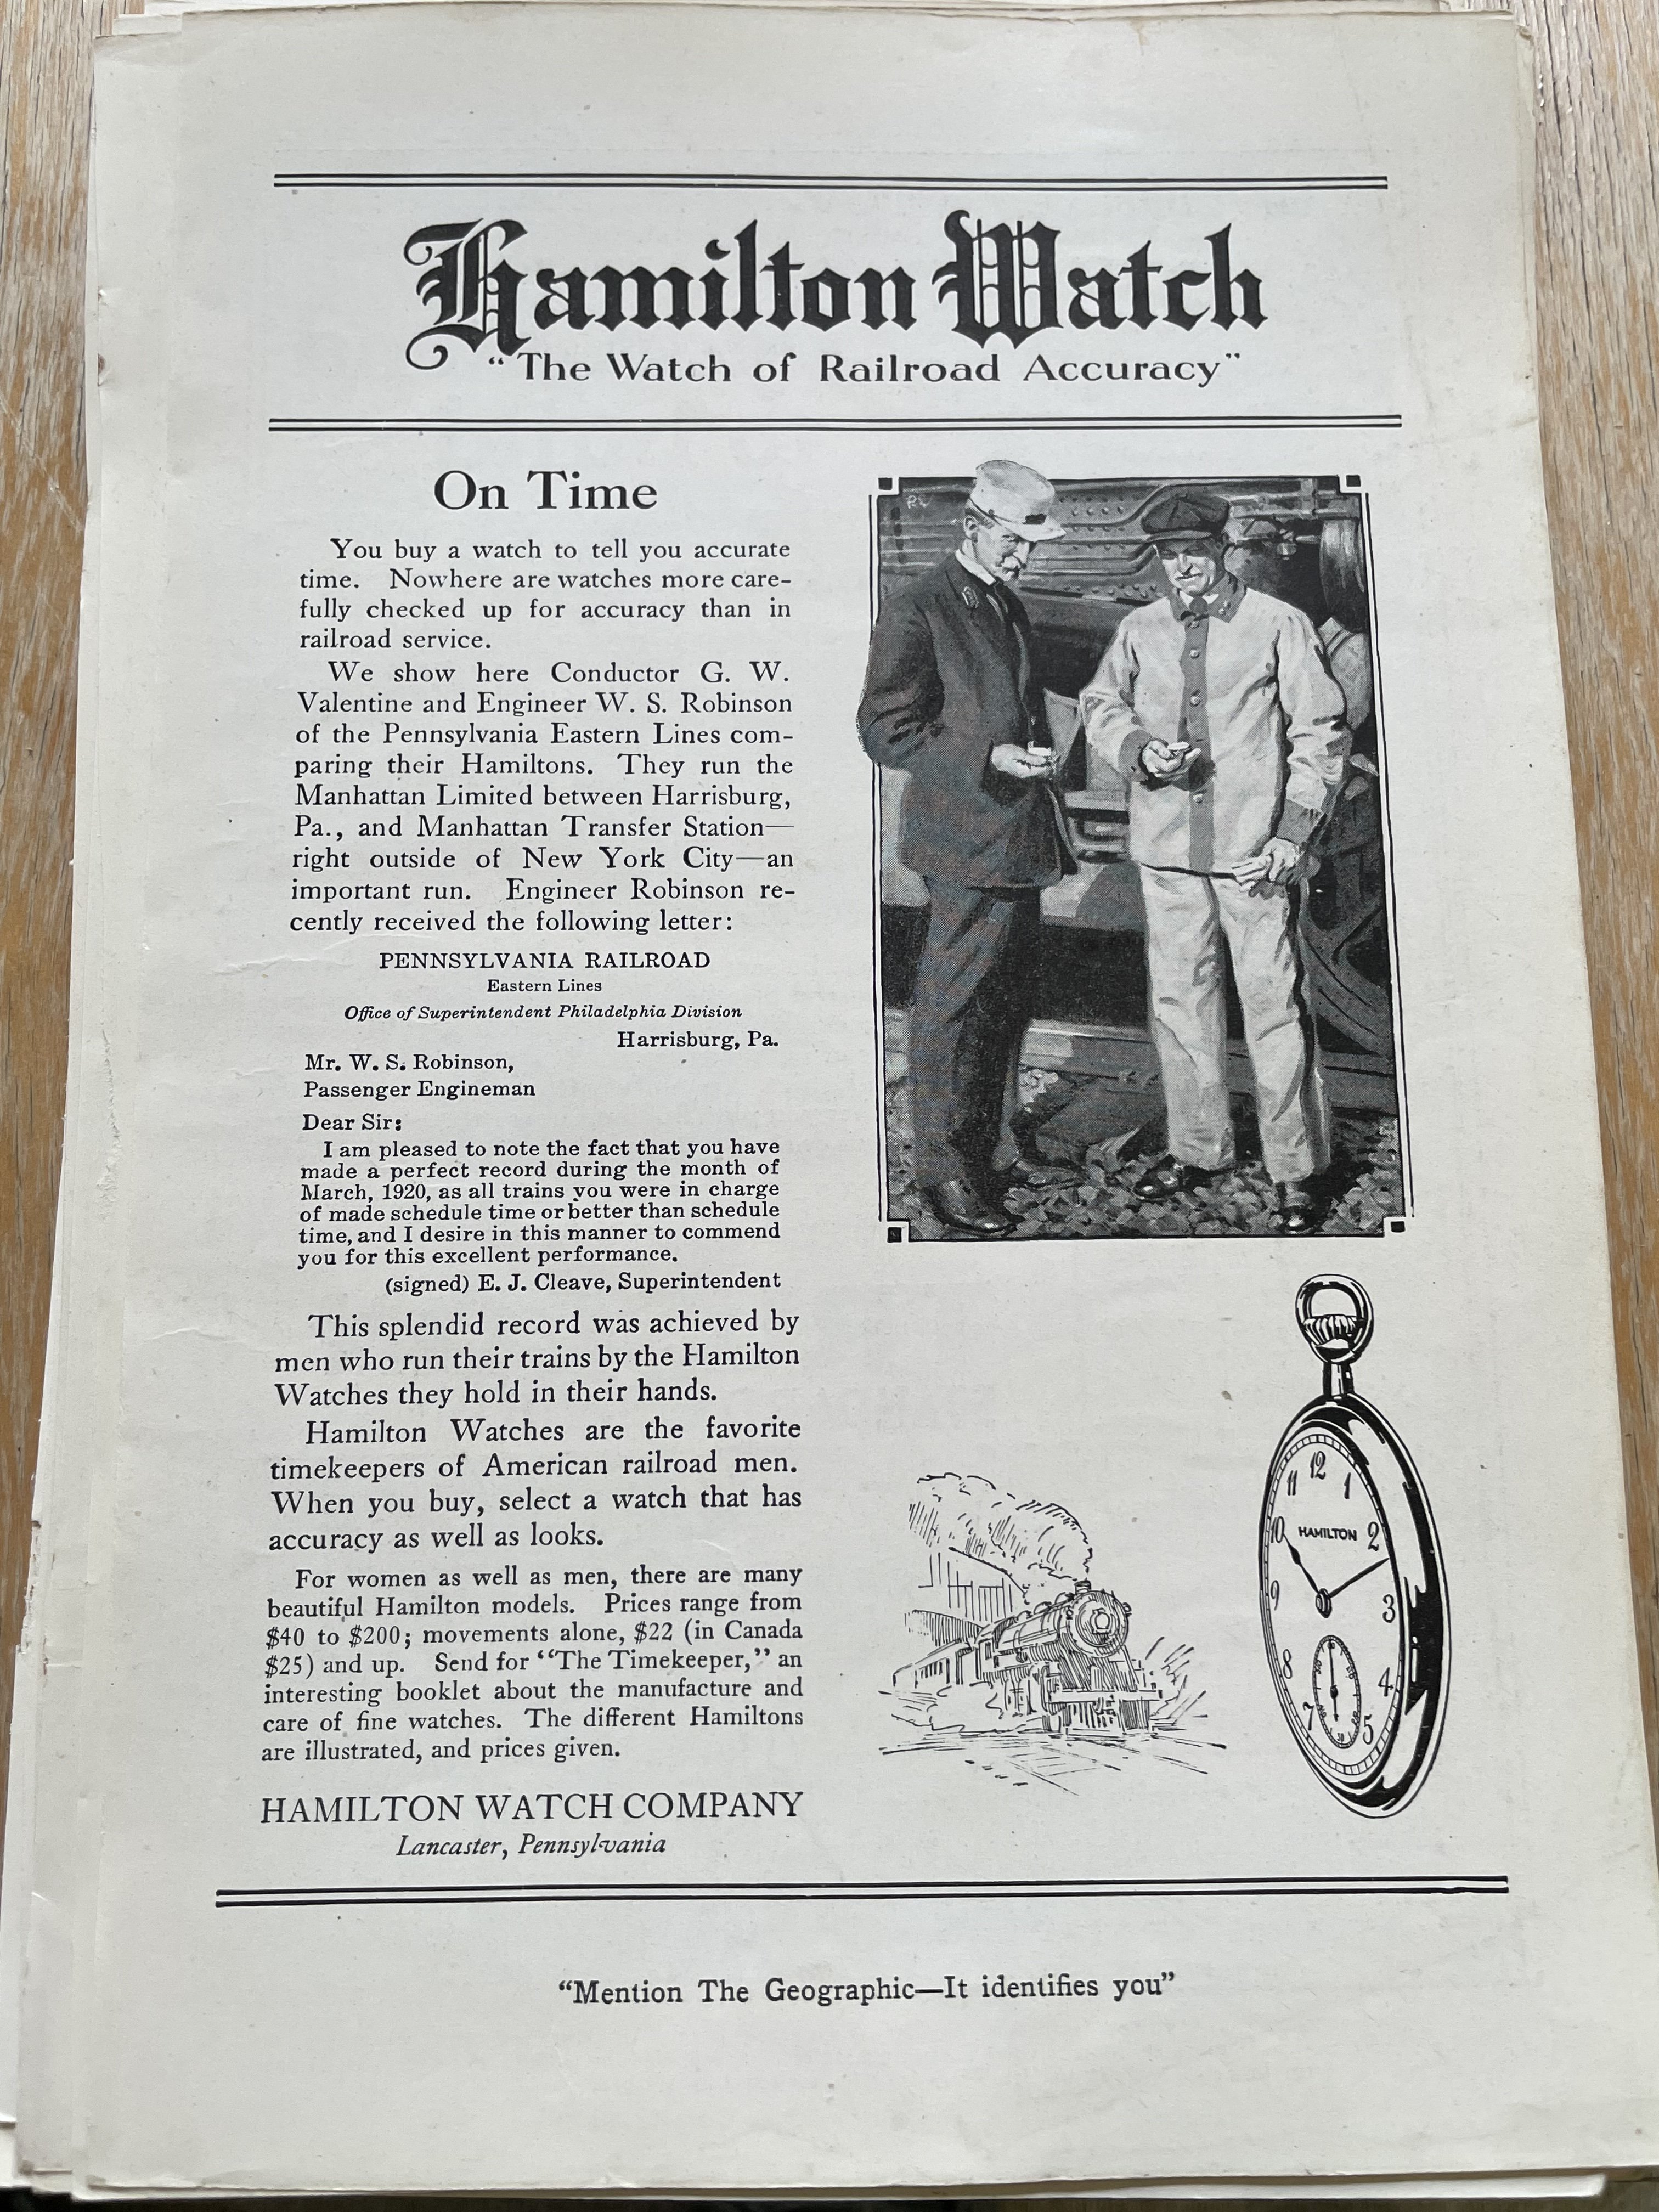 Hamilton Watch
“The Watch of Railroad Accuracy”
On Time
You buy a watch to tell you accurate
time. Nowhere are watches more care-
fully checked up for accuracy than in
railroad service.
We show here Conductor G. W.
Valentine and Engineer W. S. Robinson
of the Pennsylvania Eastern Lines com-
paring their Hamiltons. They run the
Manhattan Limited between Harrisburg,
Pa., and Manhattan Transfer Station—
right outside of New York City—an
important run. Engineer Robinson re-
cently received the following letter:
PENNSYLVANIA RAILROAD
Eastern Lines
Office of Superintendent Philadelphia Division
Harrisburg, Pa.
Mr. W. S. Robinson,
Passenger Engineman
Dear Sir:
I am pleased to note the fact that you have
made a perfect record during the month of
March, 1920, as all trains you were in charge
of made schedule time or better than schedule
time, and I desire in this manner to commend
you for this excellent performance.
(signed) E. J. Cleave, Superintendent
This splendid record was achieved by
men who run their trains by the Hamilton
Watches they hold in their hands.
Hamilton Watches are the favorite
timekeepers of American railroad men.
When you buy, select a watch that has
accuracy as well as looks.
For women as well as men, there are many
beautiful Hamilton models. Prices range from
$40 to $200; movements alone, $22 (in Canada
$25) and up. Send for “The Timekeeper,” an
interesting booklet about the manufacture and
care of fine watches. The different Hamiltons
are illustrated, and prices given.
HAMILTON WATCH COMPANY
Lancaster, Pennsylvania
12
1
2
3
4
5
7
8
9
10
11
HAMILTON
“Mention The Geographic—It identifies you”